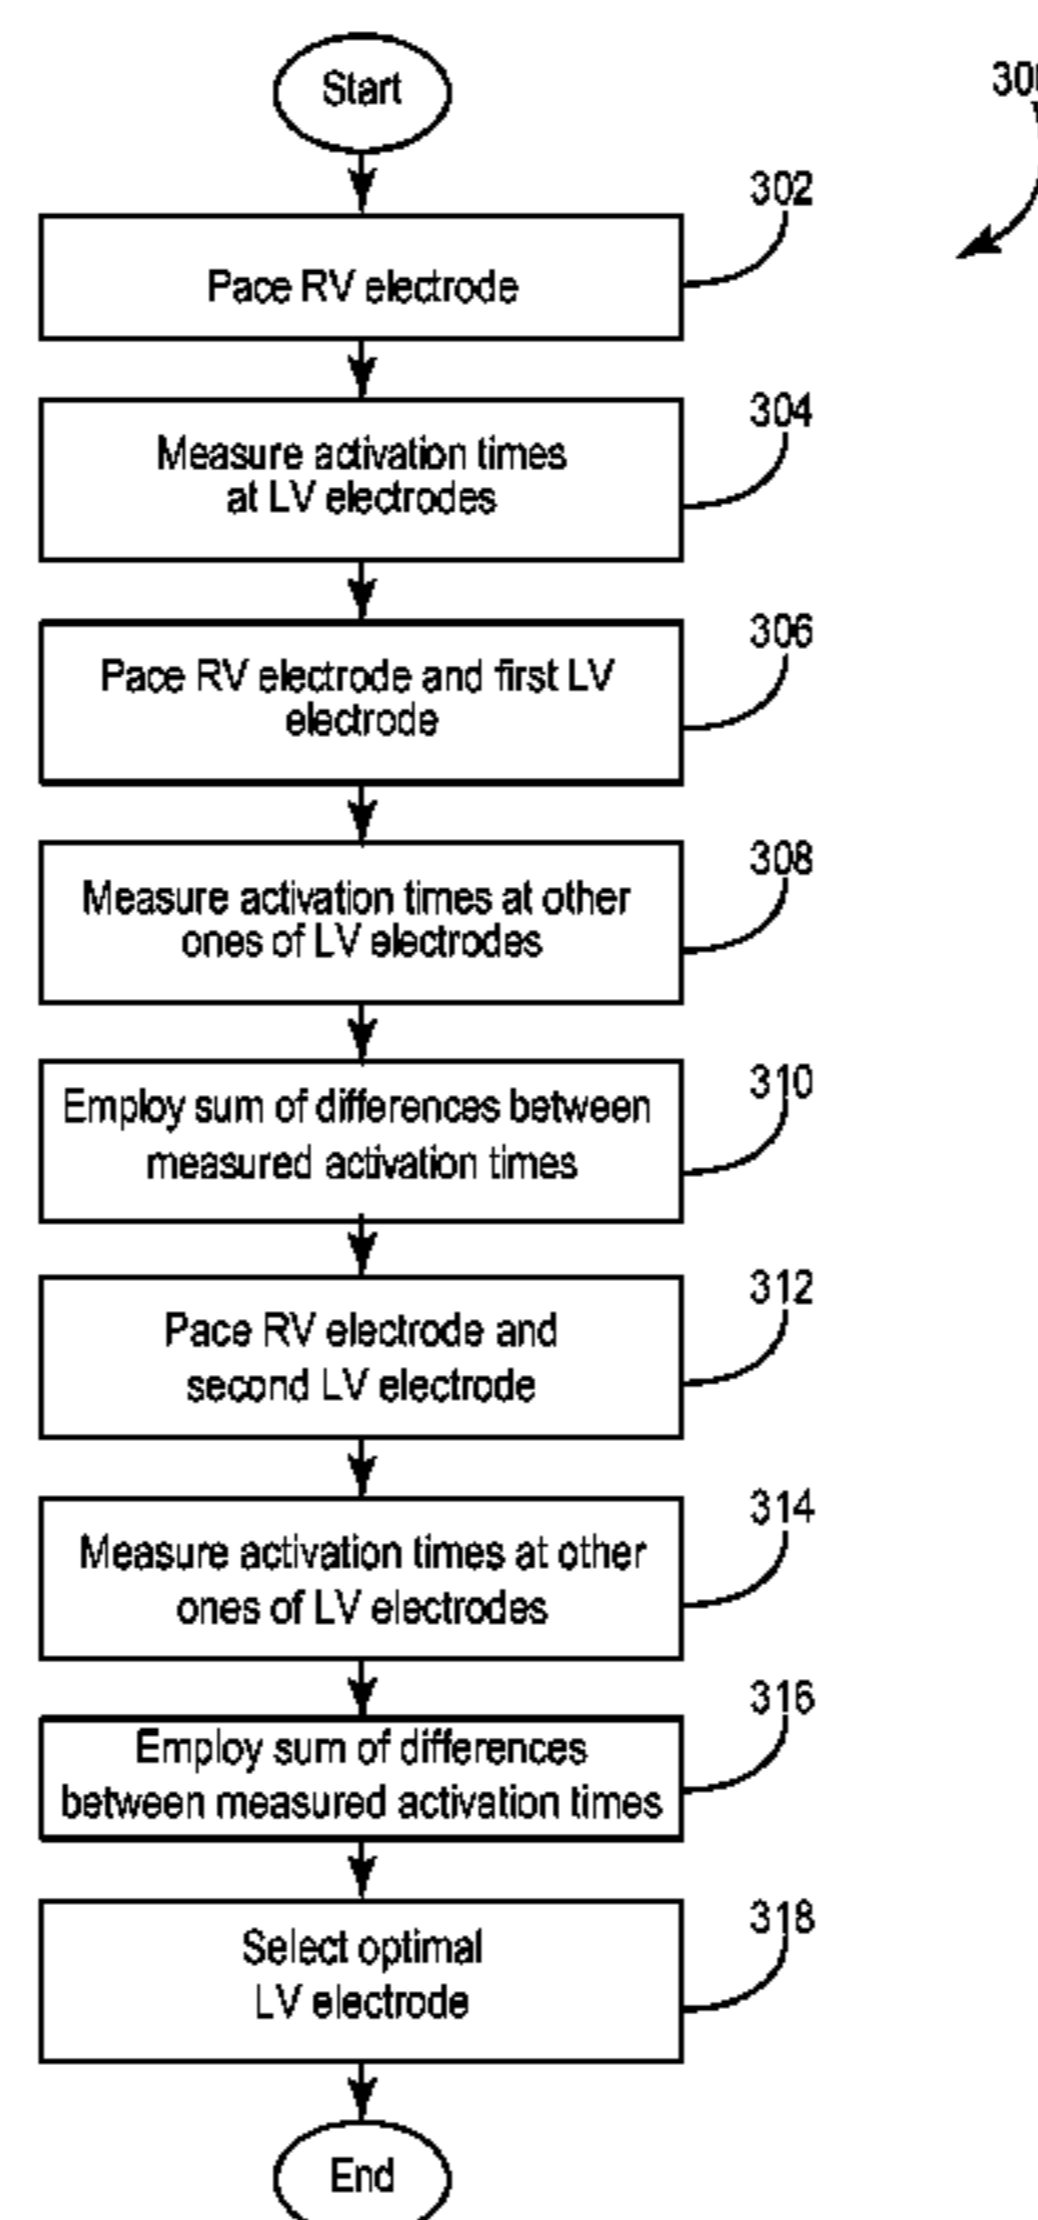 Start
302
Pace RV electrode
304
Measure activation times
at LV electrodes
306
Pace RV electrode and first LV
electrode
308
Measure activation times at other
ones of LV electrodes
310
Employ sum of differences between
measured activation times
312
Pace RV electrode and
second LV electrode
314
Measure activation times at other
ones of LV electrodes
316
Employ sum of differences
between measured activation times
318
Select optimal
LV electrode
End